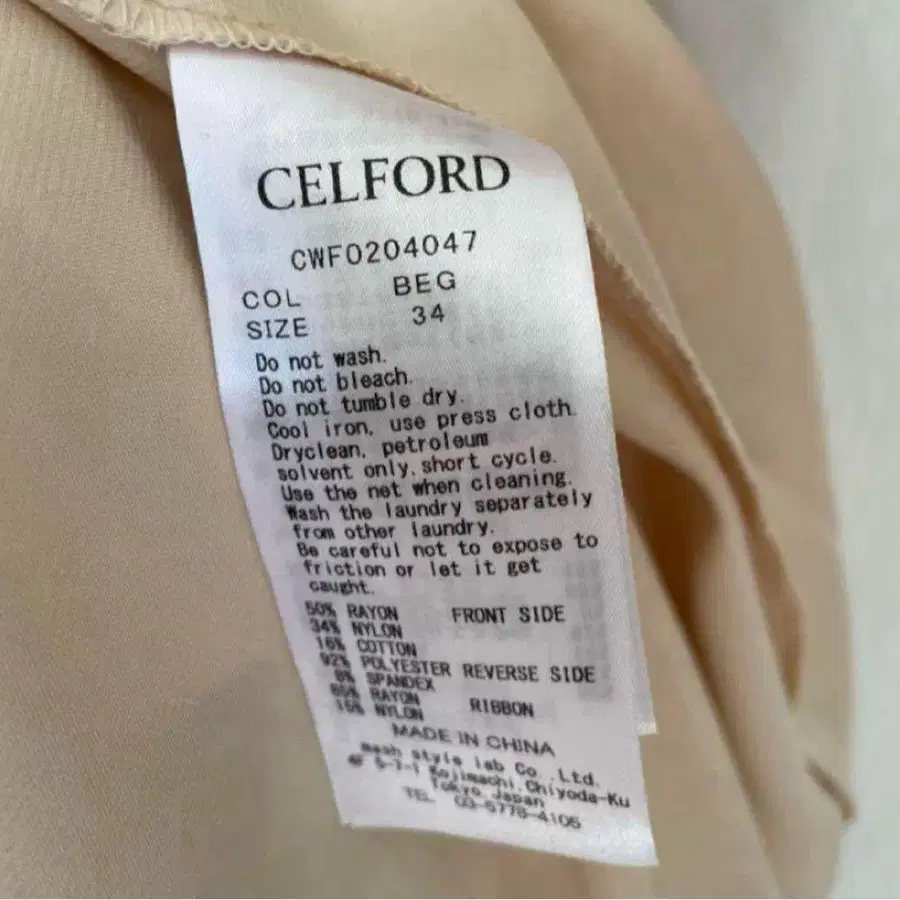 CELFORD
CWF0204047
COL BEG
SIZE 34
Do not wash.
Do not bleach.
Do not tumble dry.
Cool iron, use press cloth.
Dryclean, petroleum
solvent only, short cycle.
Use the net when cleaning.
Wash the laundry separately
from other laundry.
Be careful not to expose to
friction or let it get
caught.
50% RAYON FRONT SIDE
34% NYLON
16% COTTON
92% POLYESTER REVERSE SIDE
8% SPANDEX
85% RAYON RIBBON
15% NYLON
MADE IN CHINA
mash style lab Co. .Ltd.
4F 5-7-1 Kojimachi.Chiyoda-Ku
Tokyo.Japan
TEL 03-5778-4105